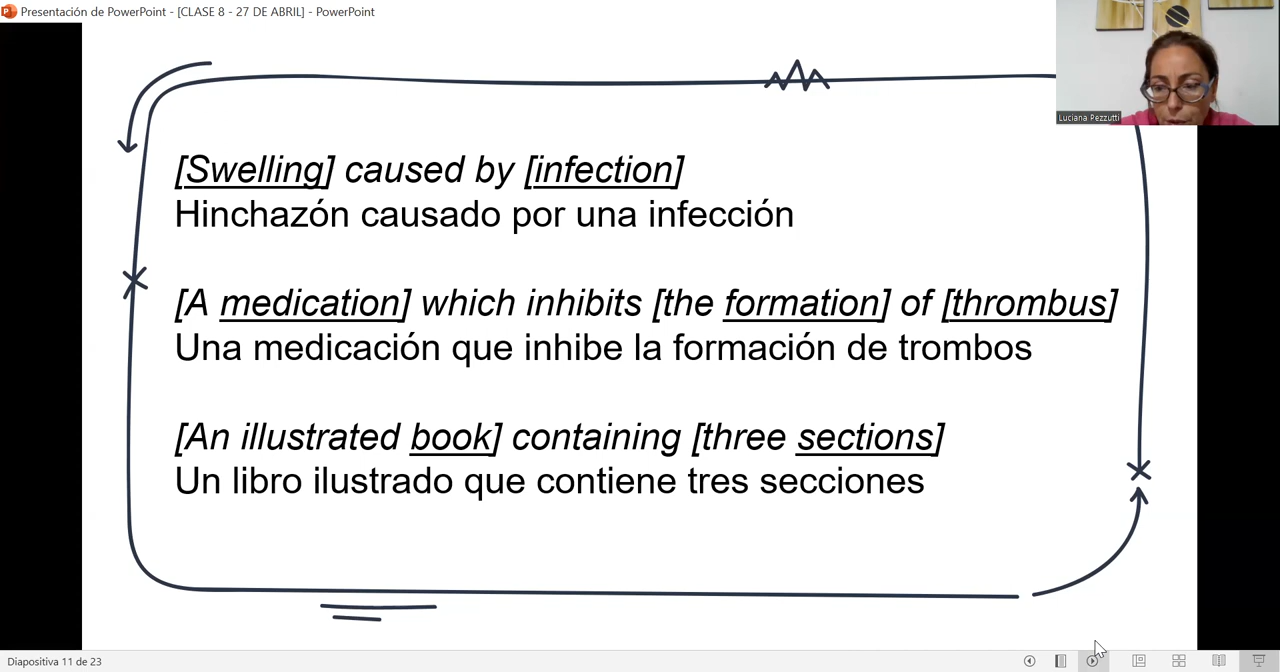 Presentación de PowerPoint - [CLASE 8 - 27 DE ABRIL] - PowerPoint
Luciana Pezzutti
[Swelling] caused by [infection]
Hinchazón causado por una infección
[A medication] which inhibits [the formation] of [thrombus]
Una medicación que inhibe la formación de trombos
[An illustrated book] containing [three sections]
Un libro ilustrado que contiene tres secciones
Diapositiva 11 de 23